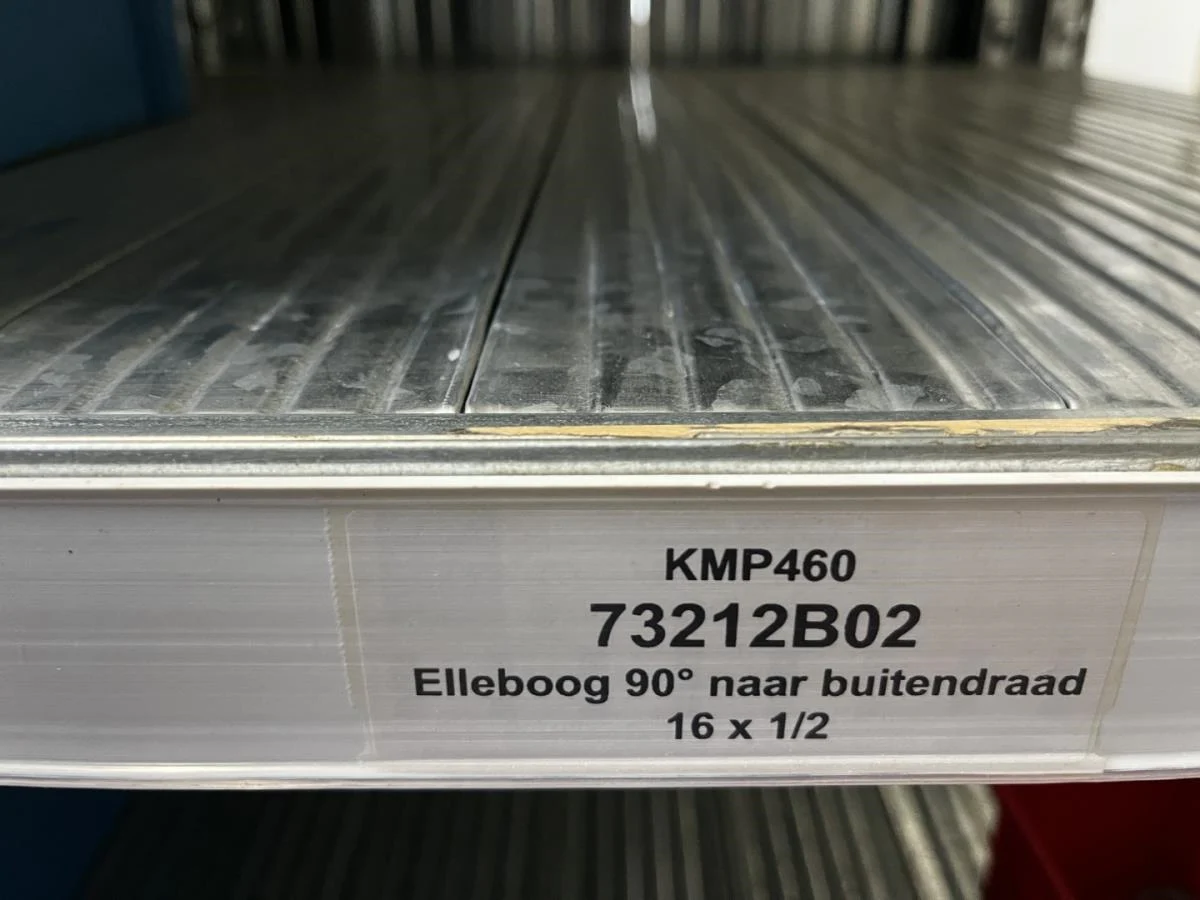 KMP460
73212B02
Elleboog 90° naar buitendraad
16 x 1/2